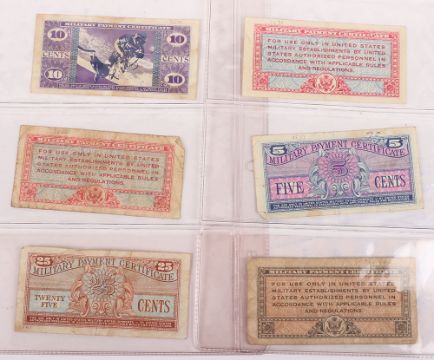 MILITARY PAYMENT CERTIFICATE
10 10
CENTS CENTS
10 10
MILITARY PAYMENT CERTIFICATE
FOR USE ONLY IN UNITED STATES
MILITARY ESTABLISHMENTS BY UNITED
STATES AUTHORIZED PERSONNEL IN
ACCORDANCE WITH APPLICABLE RULES
AND REGULATIONS.
MILITARY PAYMENT CERTIFICATE
FOR USE ONLY IN UNITED STATES
MILITARY ESTABLISHMENTS BY UNITED
STATES AUTHORIZED PERSONNEL IN
ACCORDANCE WITH APPLICABLE RULES
AND REGULATIONS.
5 5
MILITARY PAYMENT CERTIFICATE
FIVE CENTS
25 25
MILITARY PAYMENT CERTIFICATE
TWENTY
FIVE CENTS
MILITARY PAYMENT CERTIFICATE
FOR USE ONLY IN UNITED STATES
MILITARY ESTABLISHMENTS BY UNITED
STATES AUTHORIZED PERSONNEL IN
ACCORDANCE WITH APPLICABLE RULES
AND REGULATIONS.